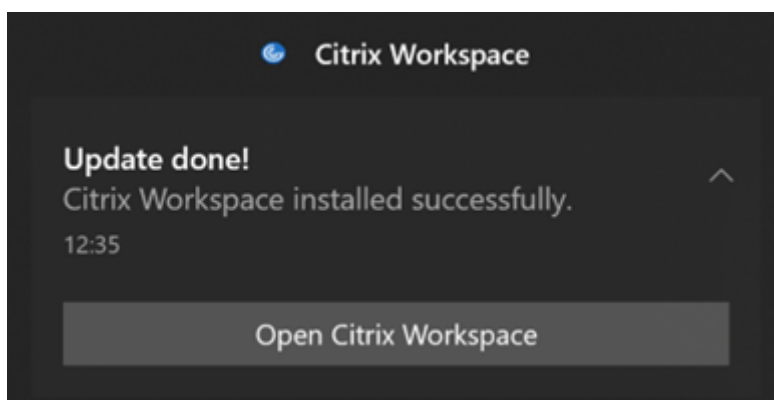 Citrix Workspace
Update done!
Citrix Workspace installed successfully.
12:35
Open Citrix Workspace